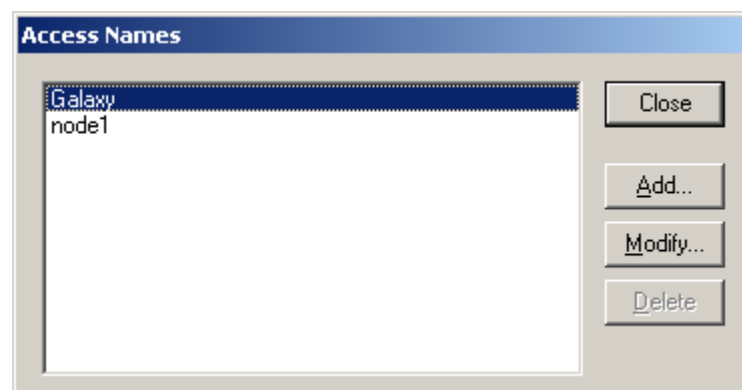 Access Names
Galaxy
node1
Close
Add...
Modify...
Delete